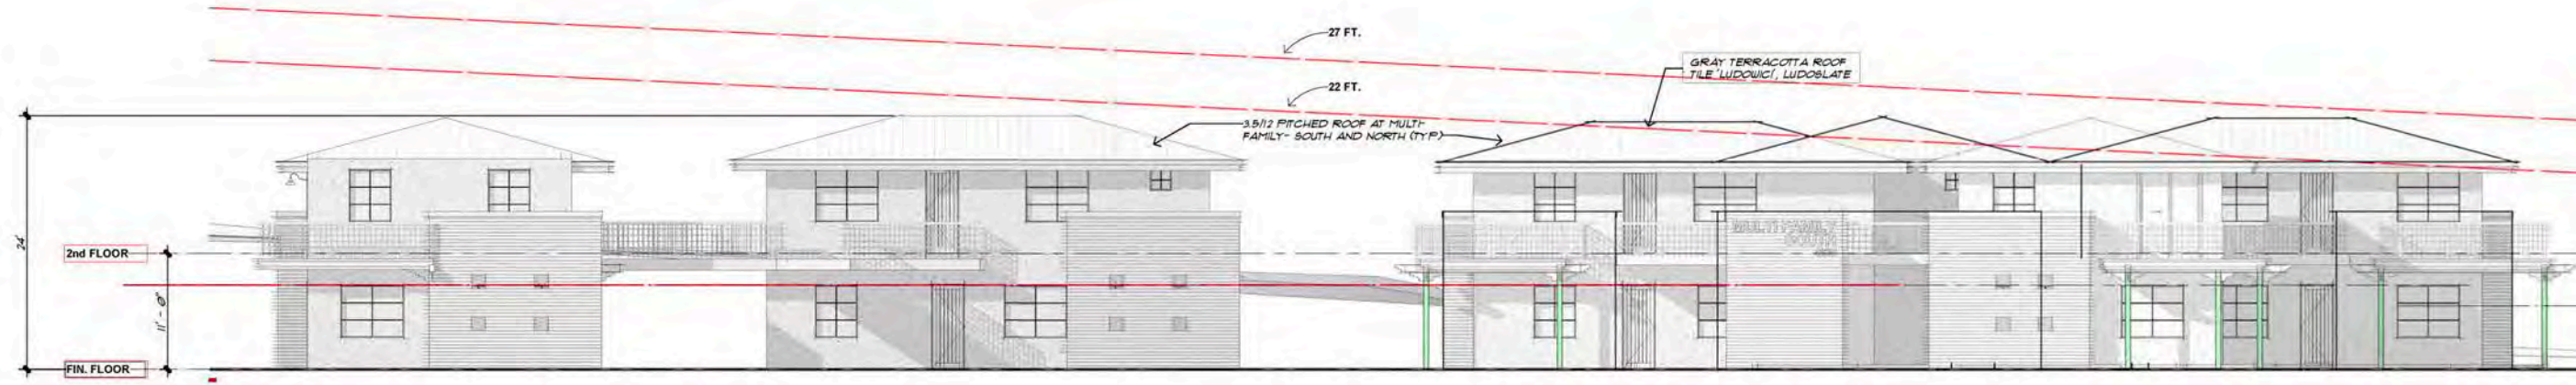 27 FT.
GRAY TERRACOTTA ROOF
TILE 'LUDOWICI', LUDOSLATE
22 FT.
3.5/12 PITCHED ROOF AT MULTI-
FAMILY- SOUTH AND NORTH (TYP)
24'
2nd FLOOR
MULTI FAMILY
SOUTH
11' - 0"
FIN. FLOOR